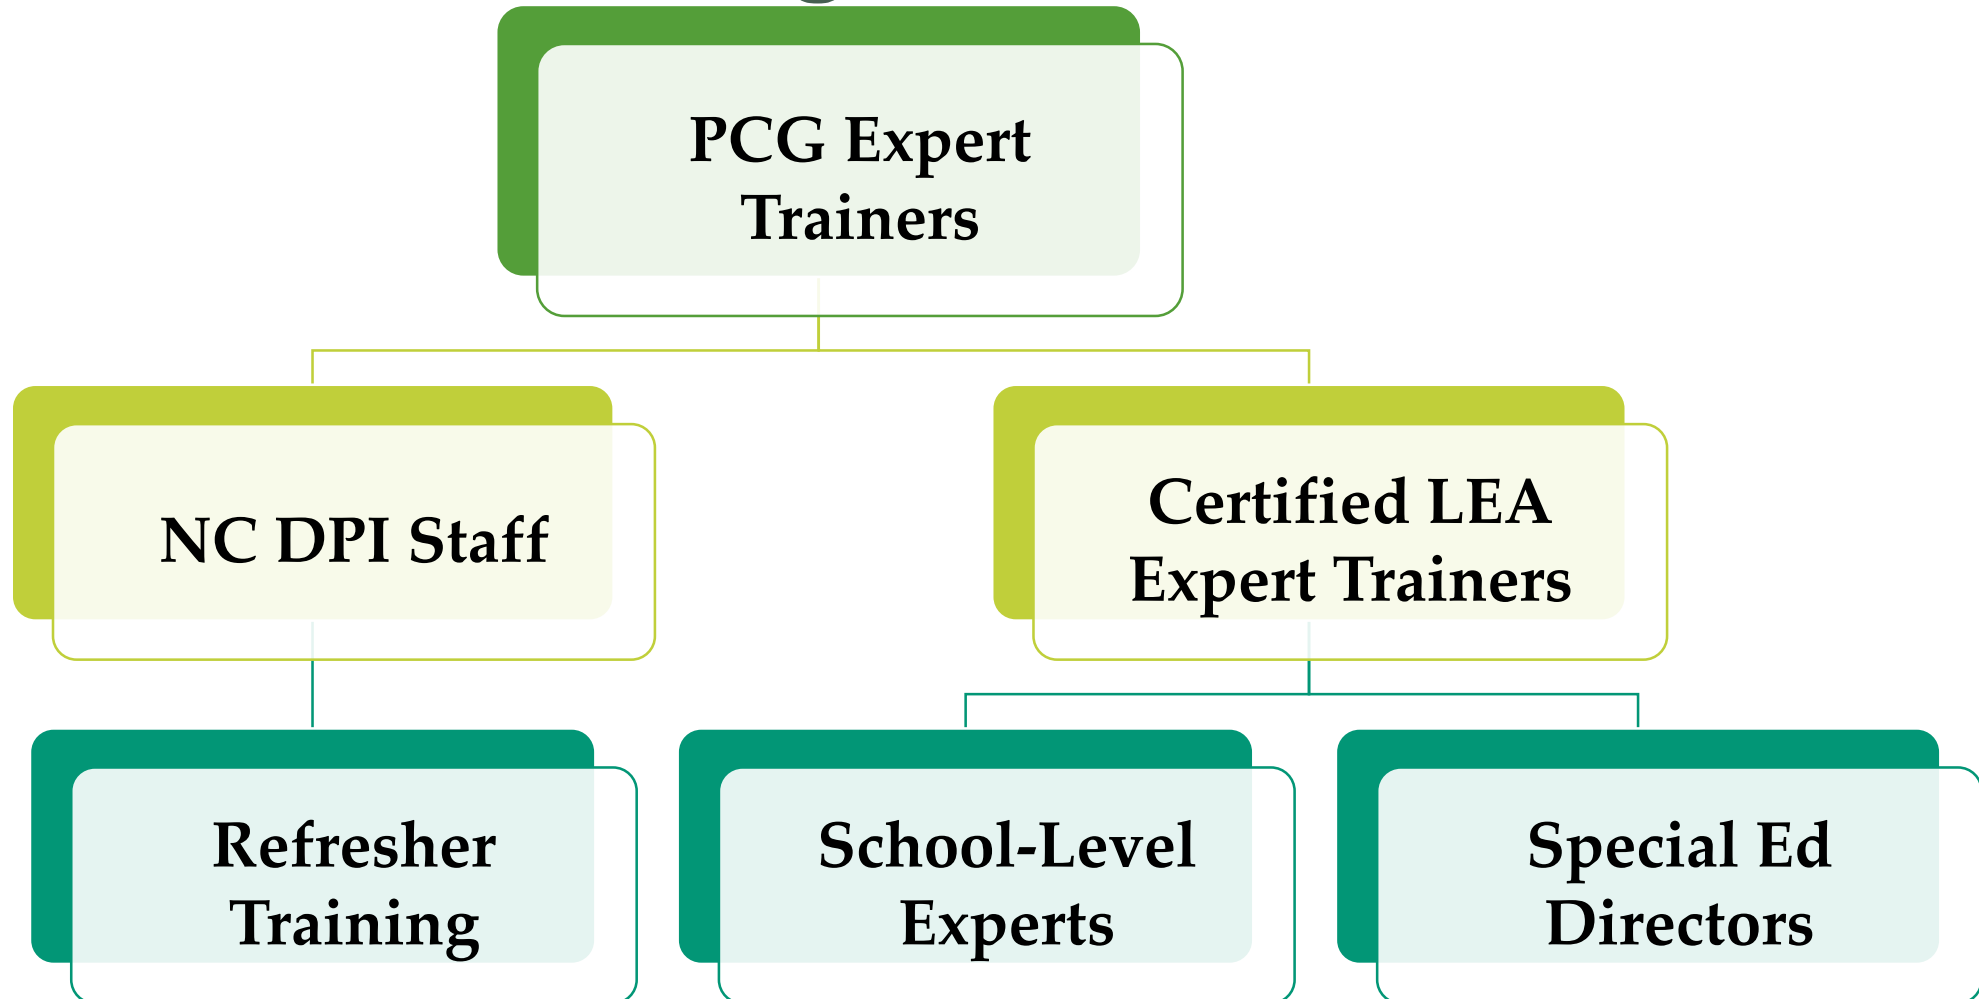 PCG Expert
Trainers
NC DPI Staff
Certified LEA
Expert Trainers
Refresher
Training
School-Level
Experts
Special Ed
Directors